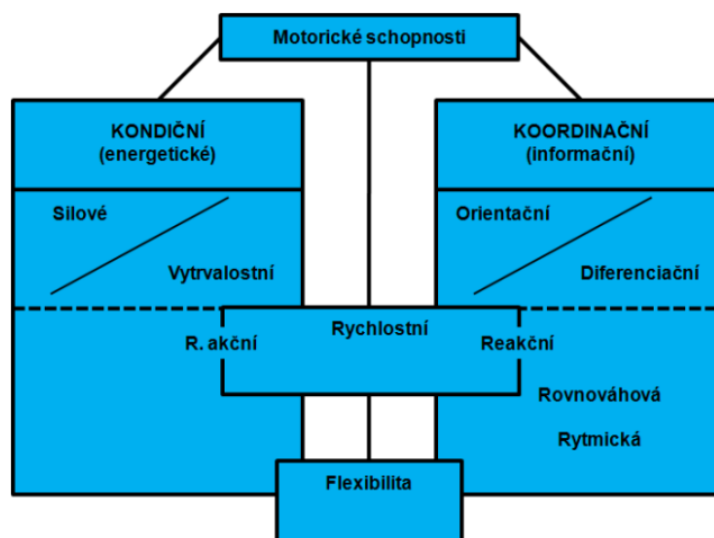 Motorické schopnosti
KONDIČNÍ
(energetické)
KOORDINAČNÍ
(informační)
Silové
Vytrvalostní
Orientační
Diferenciační
R. akční
Rychlostní
Reakční
Rovnováhová
Rytmická
Flexibilita